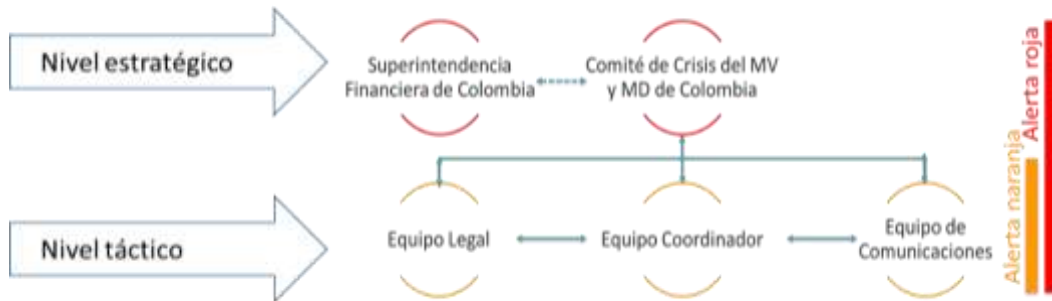 Nivel estratégico
Superintendencia
Financiera de Colombia
Comité de Crisis del MV
y MD de Colombia
Nivel táctico
Equipo Legal
Equipo Coordinador
Equipo de
Comunicaciones
Alerta naranja
Alerta roja